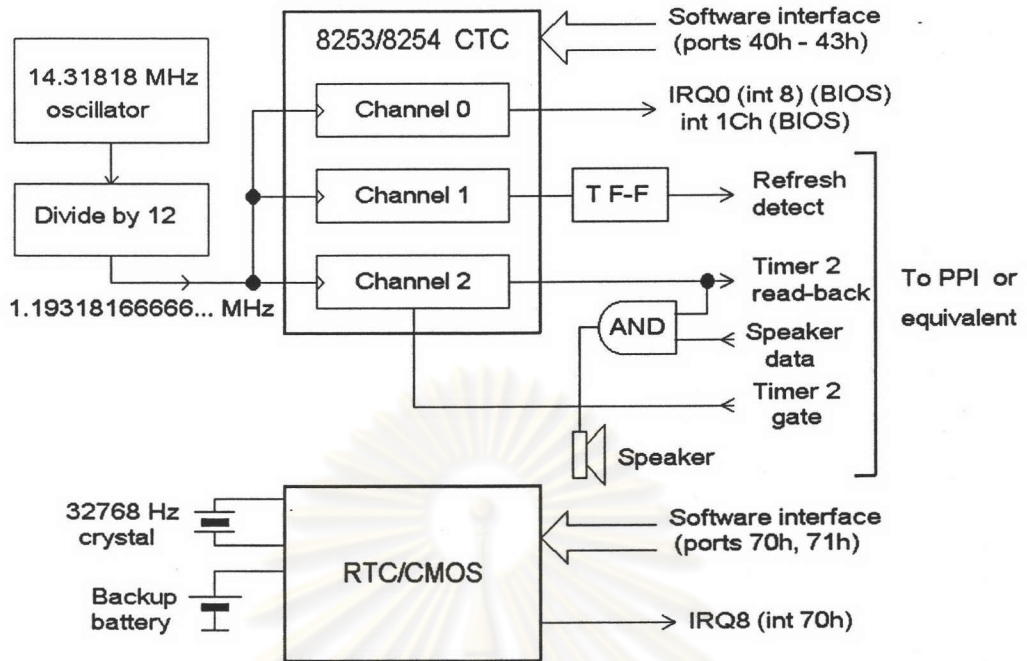 8253/8254 CTC
Software interface
(ports 40h - 43h)
14.31818 MHz
oscillator
Channel 0
IRQ0 (int 8) (BIOS)
int 1Ch (BIOS)
Divide by 12
Channel 1
T F-F
Refresh
detect
Channel 2
Timer 2
read-back
1.19318166666... MHz
AND
Speaker
data
To PPI or
equivalent
Timer 2
gate
Speaker
32768 Hz
crystal
Software interface
(ports 70h, 71h)
RTC/CMOS
Backup
battery
IRQ8 (int 70h)